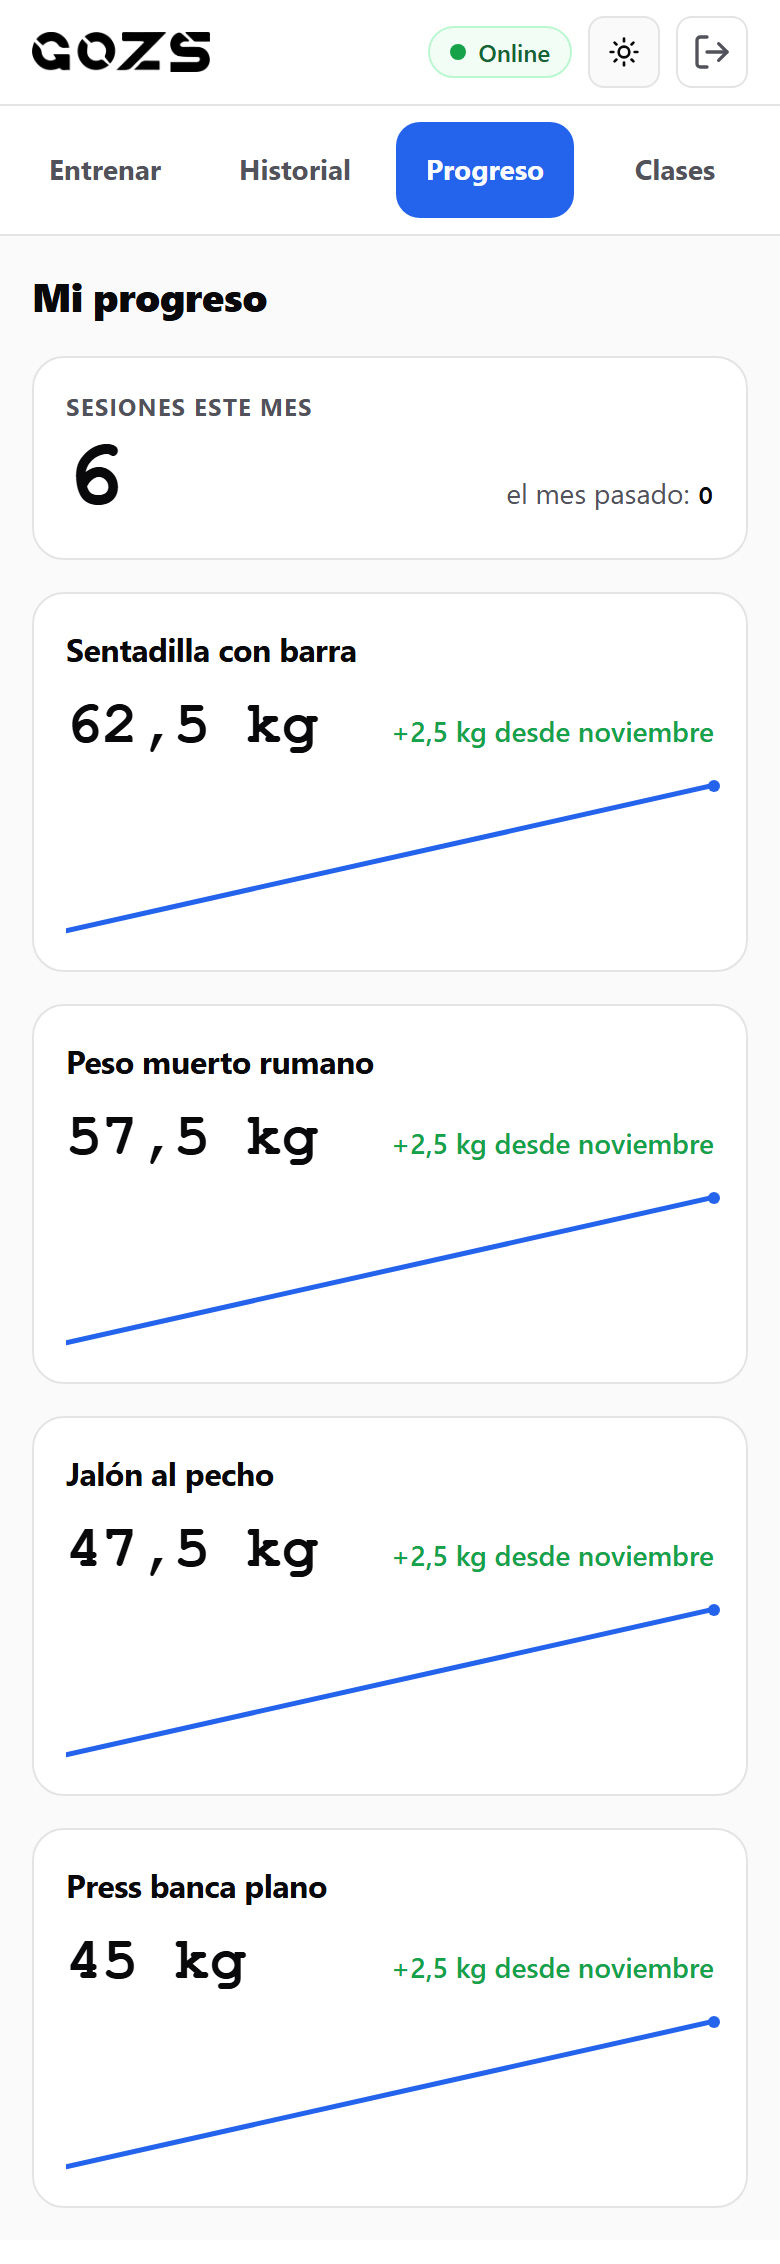 GOZS
Online
Entrenar Historial Progreso Clases
Mi progreso
SESIONES ESTE MES
6
el mes pasado: 0
Sentadilla con barra
62,5 kg
+2,5 kg desde noviembre
Peso muerto rumano
57,5 kg
+2,5 kg desde noviembre
Jalón al pecho
47,5 kg
+2,5 kg desde noviembre
Press banca plano
45 kg
+2,5 kg desde noviembre